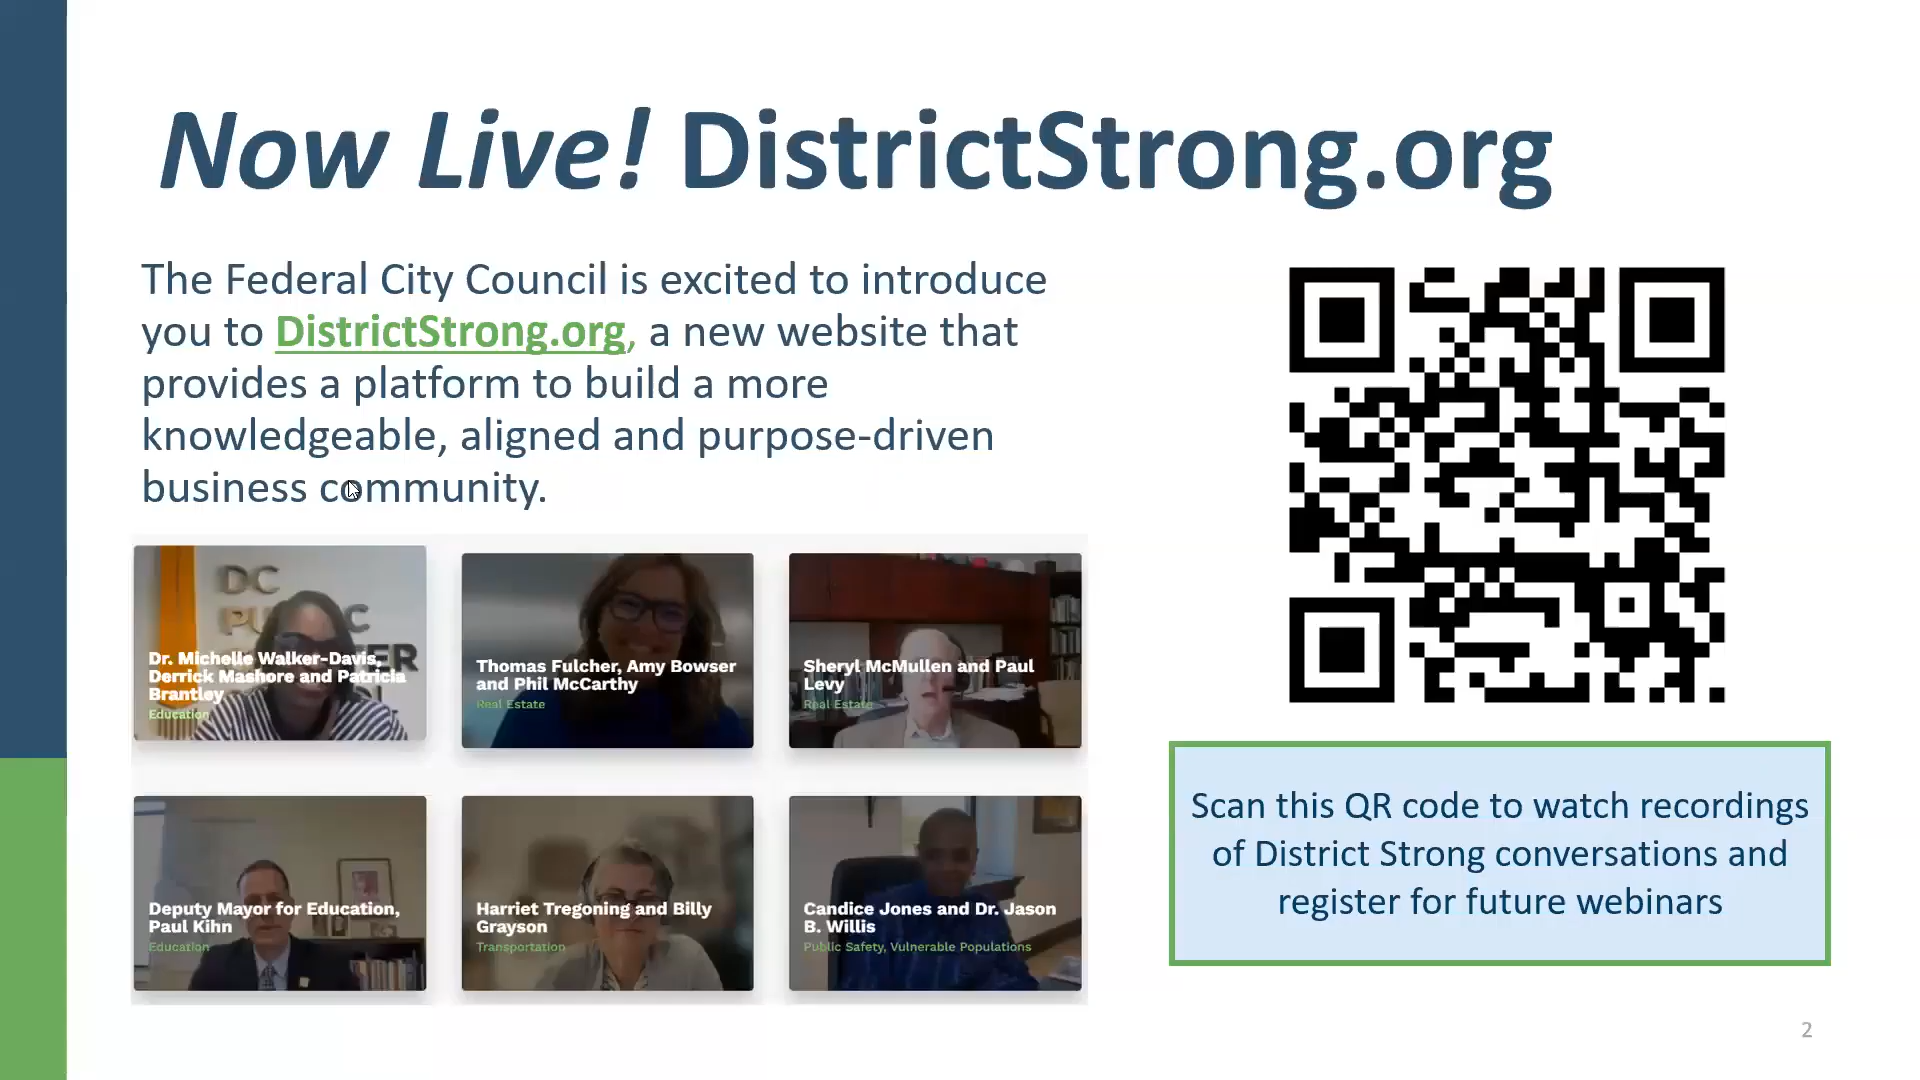 Now Live! DistrictStrong.org
The Federal City Council is excited to introduce
you to DistrictStrong.org, a new website that
provides a platform to build a more
knowledgeable, aligned and purpose-driven
business community.
DC
Dr. Michelle Walker-Davis,
Derrick Mashore and Patricia
Brantley
Education
Thomas Fulcher, Amy Bowser
and Phil McCarthy
Real Estate
Sheryl McMullen and Paul
Levy
Real Estate
Deputy Mayor for Education,
Paul Kihn
Education
Harriet Tregoning and Billy
Grayson
Transportation
Candice Jones and Dr. Jason
B. Willis
Public Safety, Vulnerable Populations
Scan this QR code to watch recordings
of District Strong conversations and
register for future webinars
2